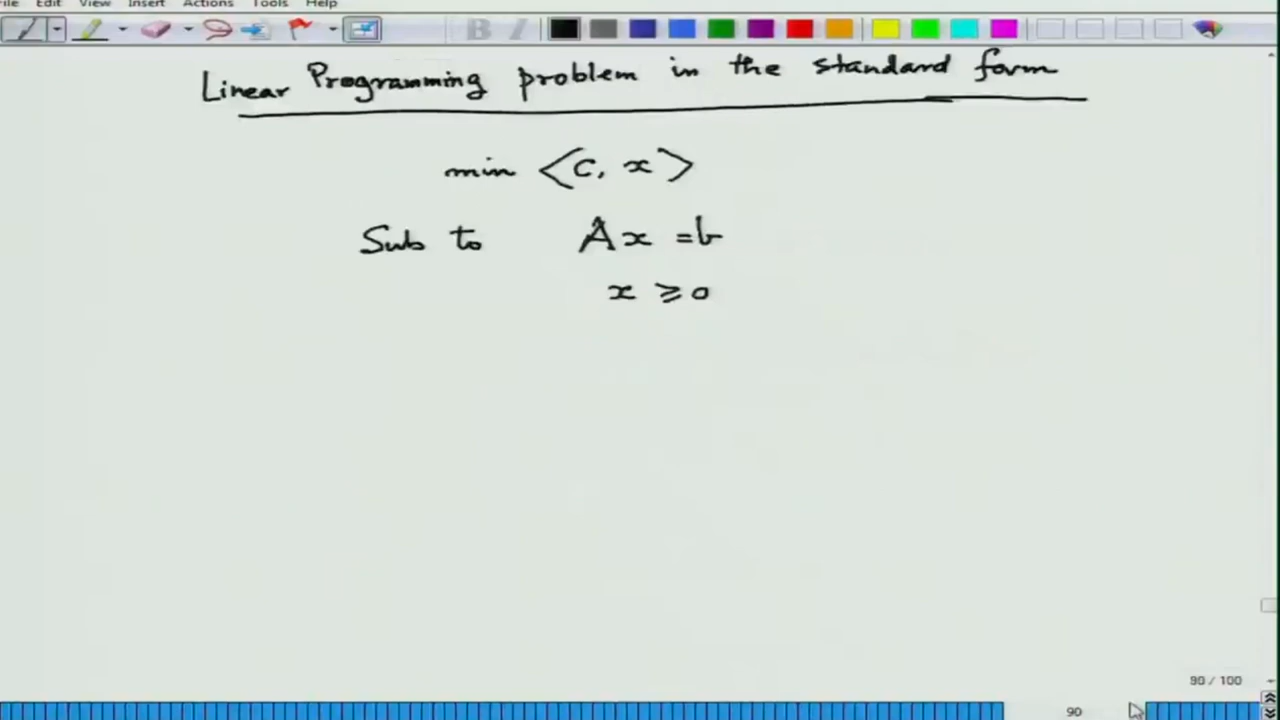 File Edit View Insert Actions Tools Help
B I
Linear Programming problem in the standard form
min <c, x>
Sub to Ax = b
x ≥ 0
90 / 100
90